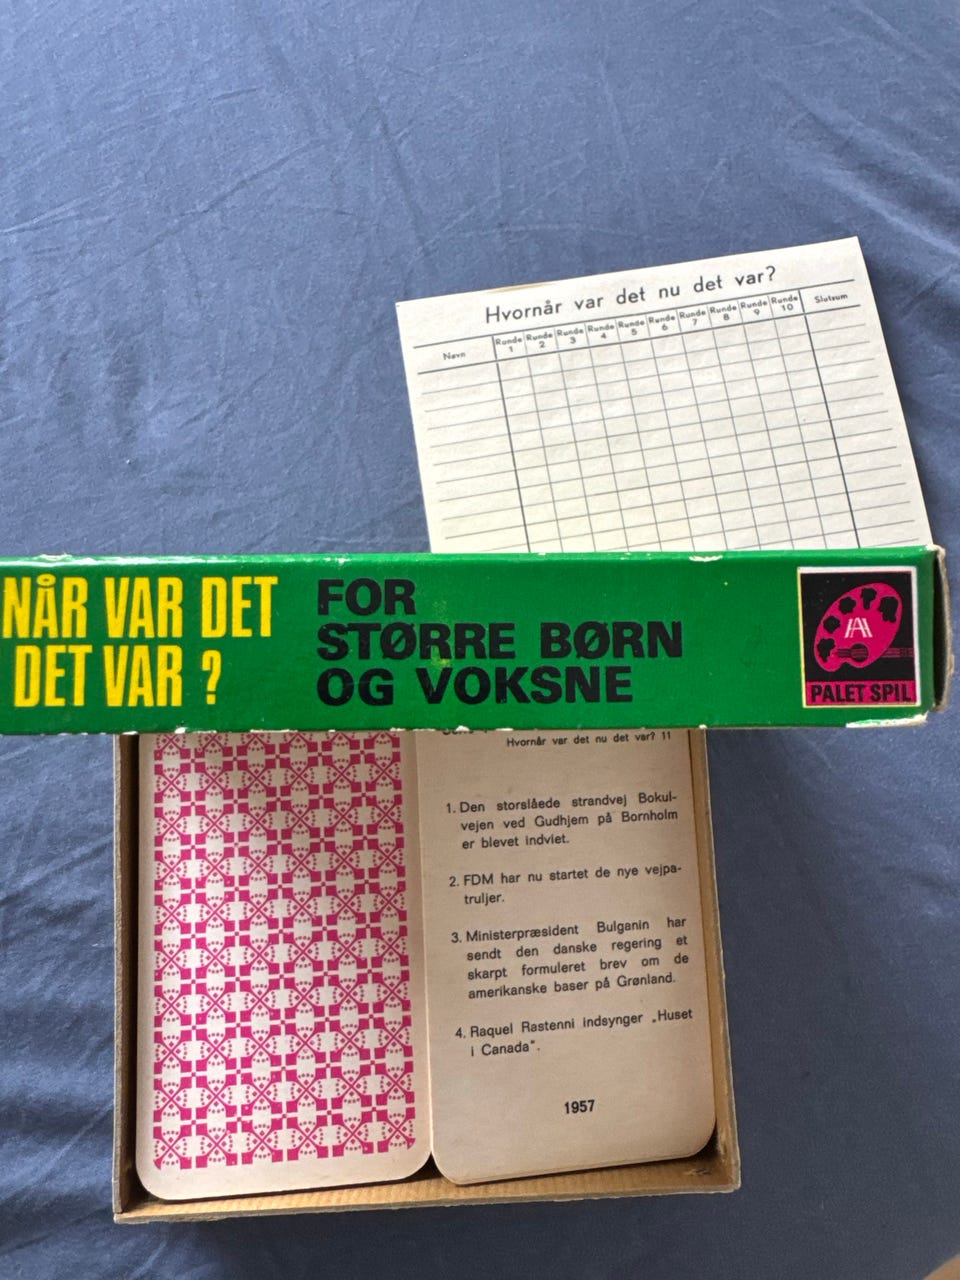 Hvornår var det nu det var?
Navn
Runde 1
Runde 2
Runde 3
Runde 4
Runde 5
Runde 6
Runde 7
Runde 8
Runde 9
Runde 10
Slutsum
NÅR VAR DET
DET VAR ?
FOR
STØRRE BØRN
OG VOKSNE
PALET SPIL
Hvornår var det nu det var? 11
1. Den storslåede strandvej Bokul-
vejen ved Gudhjem på Bornholm
er blevet indviet.
2. FDM har nu startet de nye vejpa-
truljer.
3. Ministerpræsident Bulganin har
sendt den danske regering et
skarpt formuleret brev om de
amerikanske baser på Grønland.
4. Raquel Rastenni indsynger „Huset
i Canada".
1957